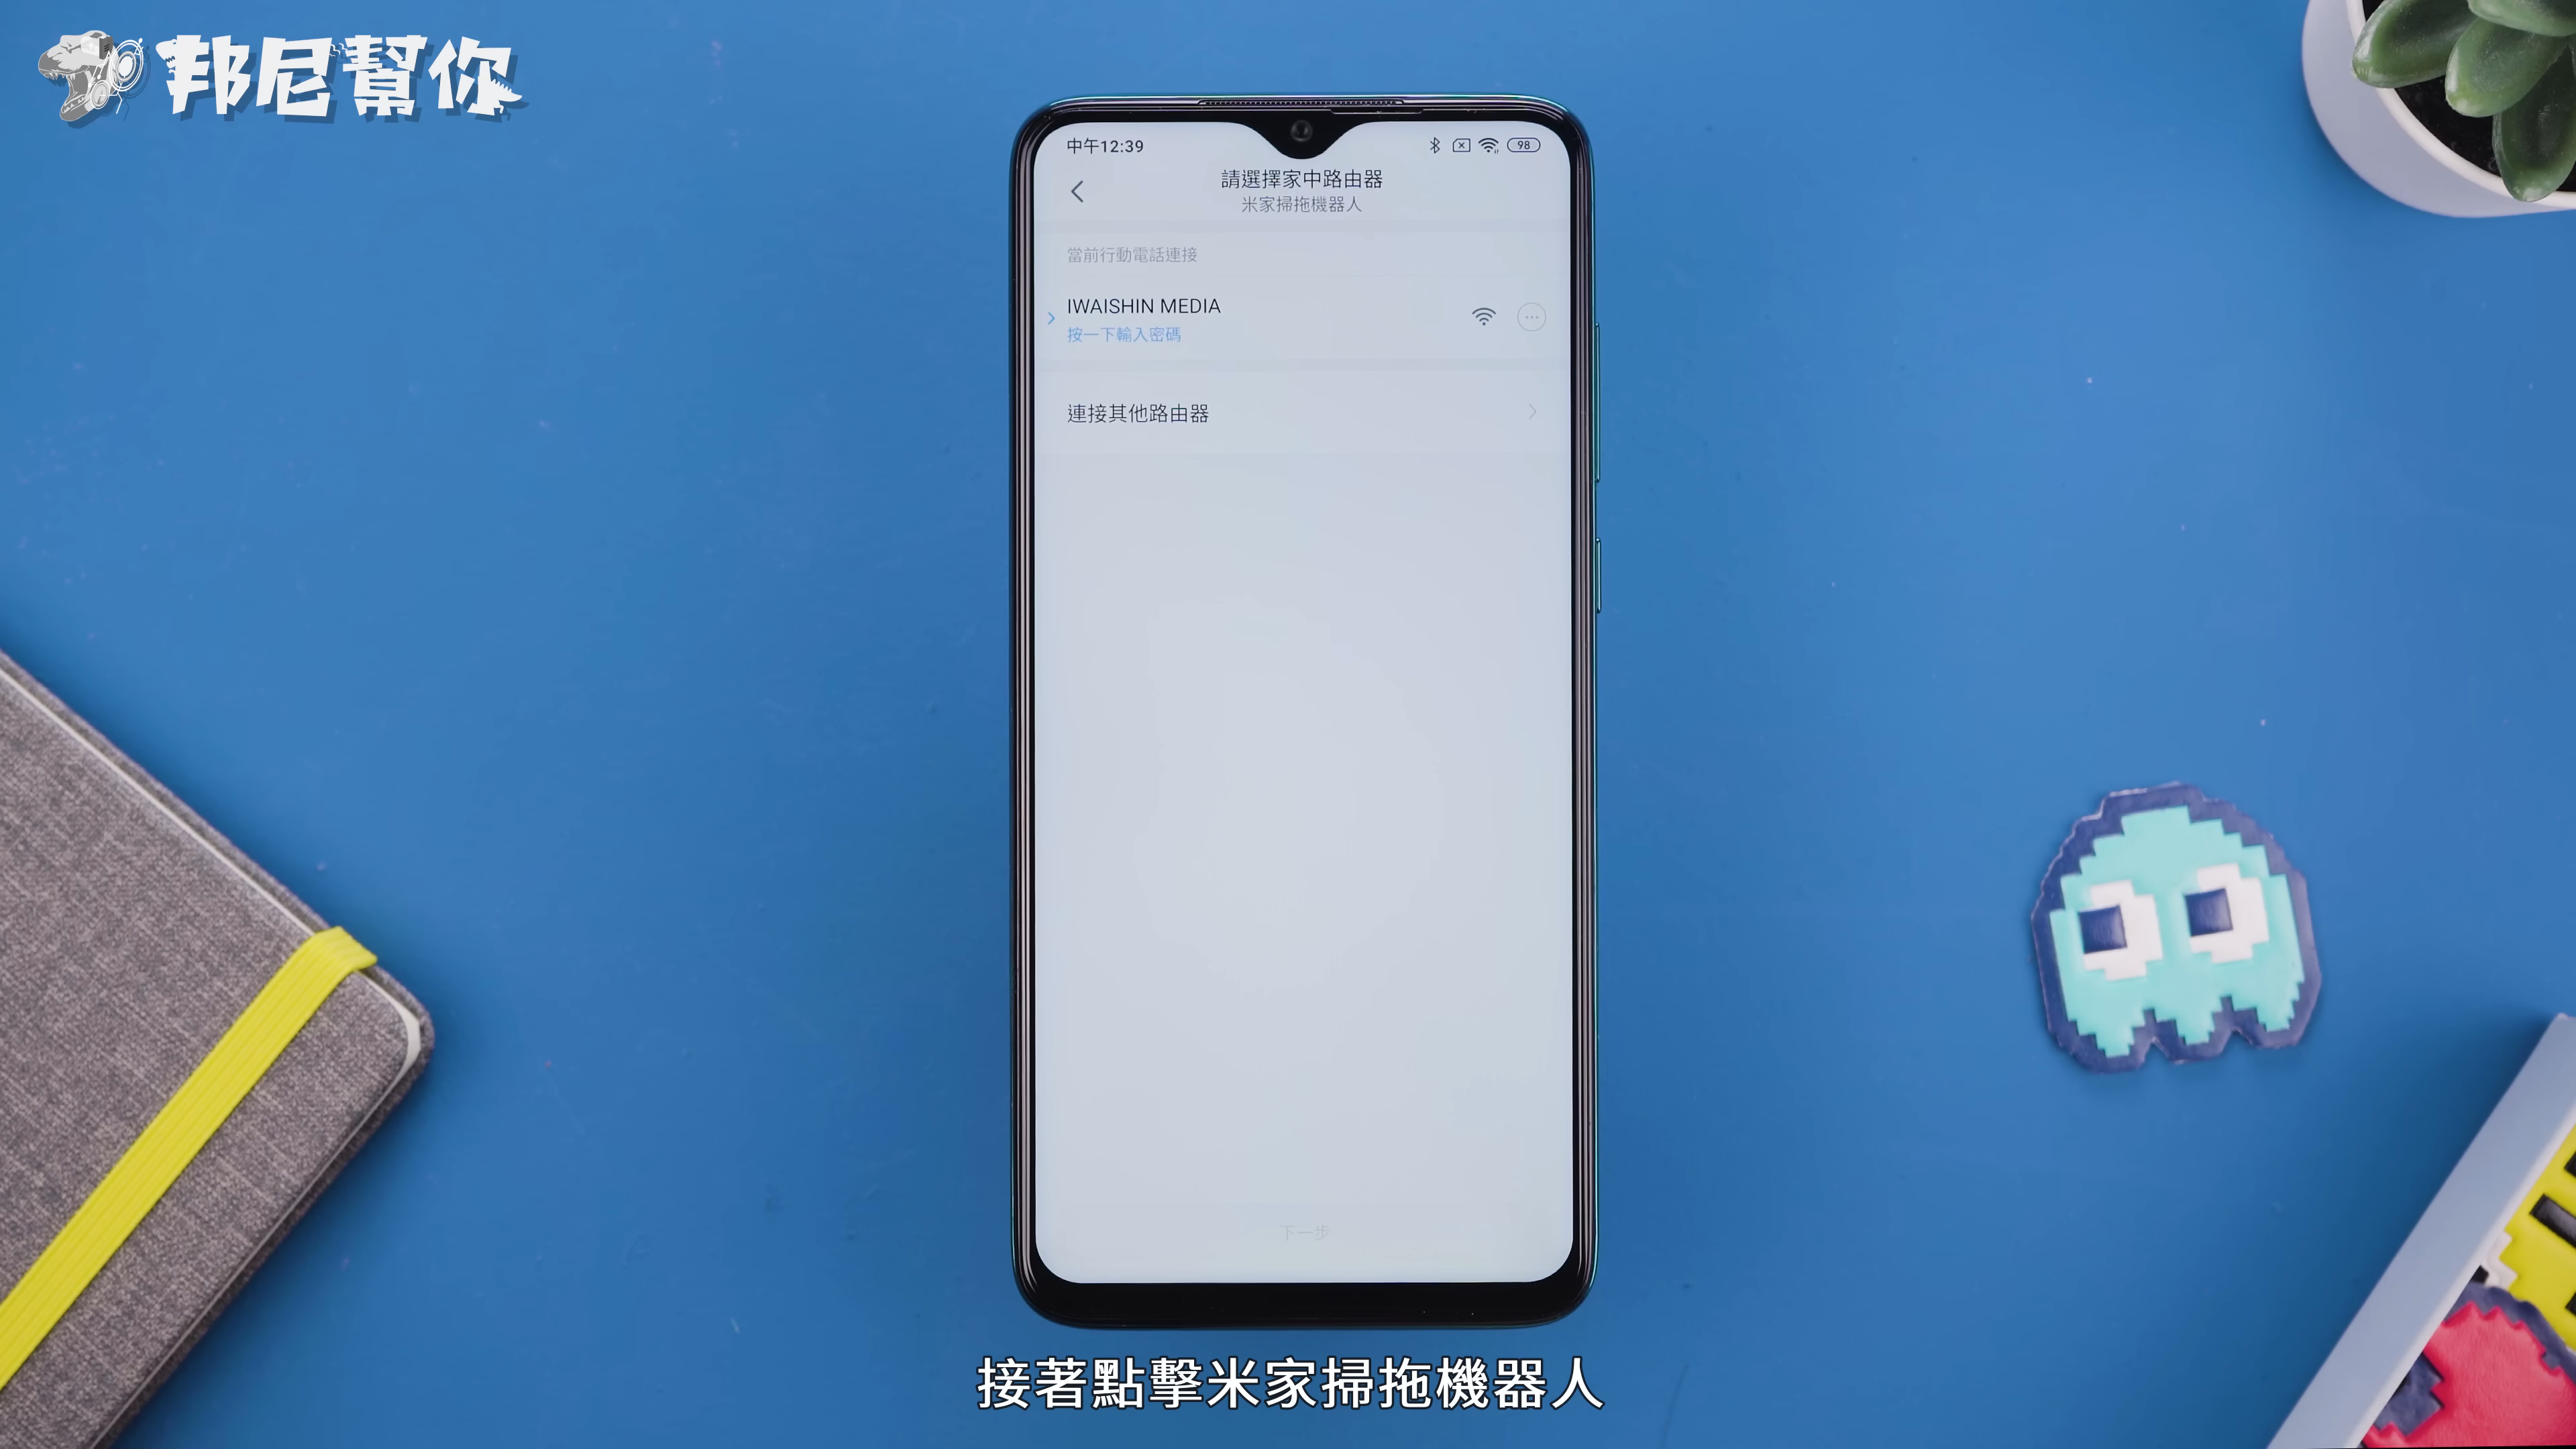 邦尼幫你
中午12:39
98
請選擇家中路由器
米家掃拖機器人
當前行動電話連接
IWAISHIN MEDIA
按一下輸入密碼
連接其他路由器
下一步
接著點擊米家掃拖機器人